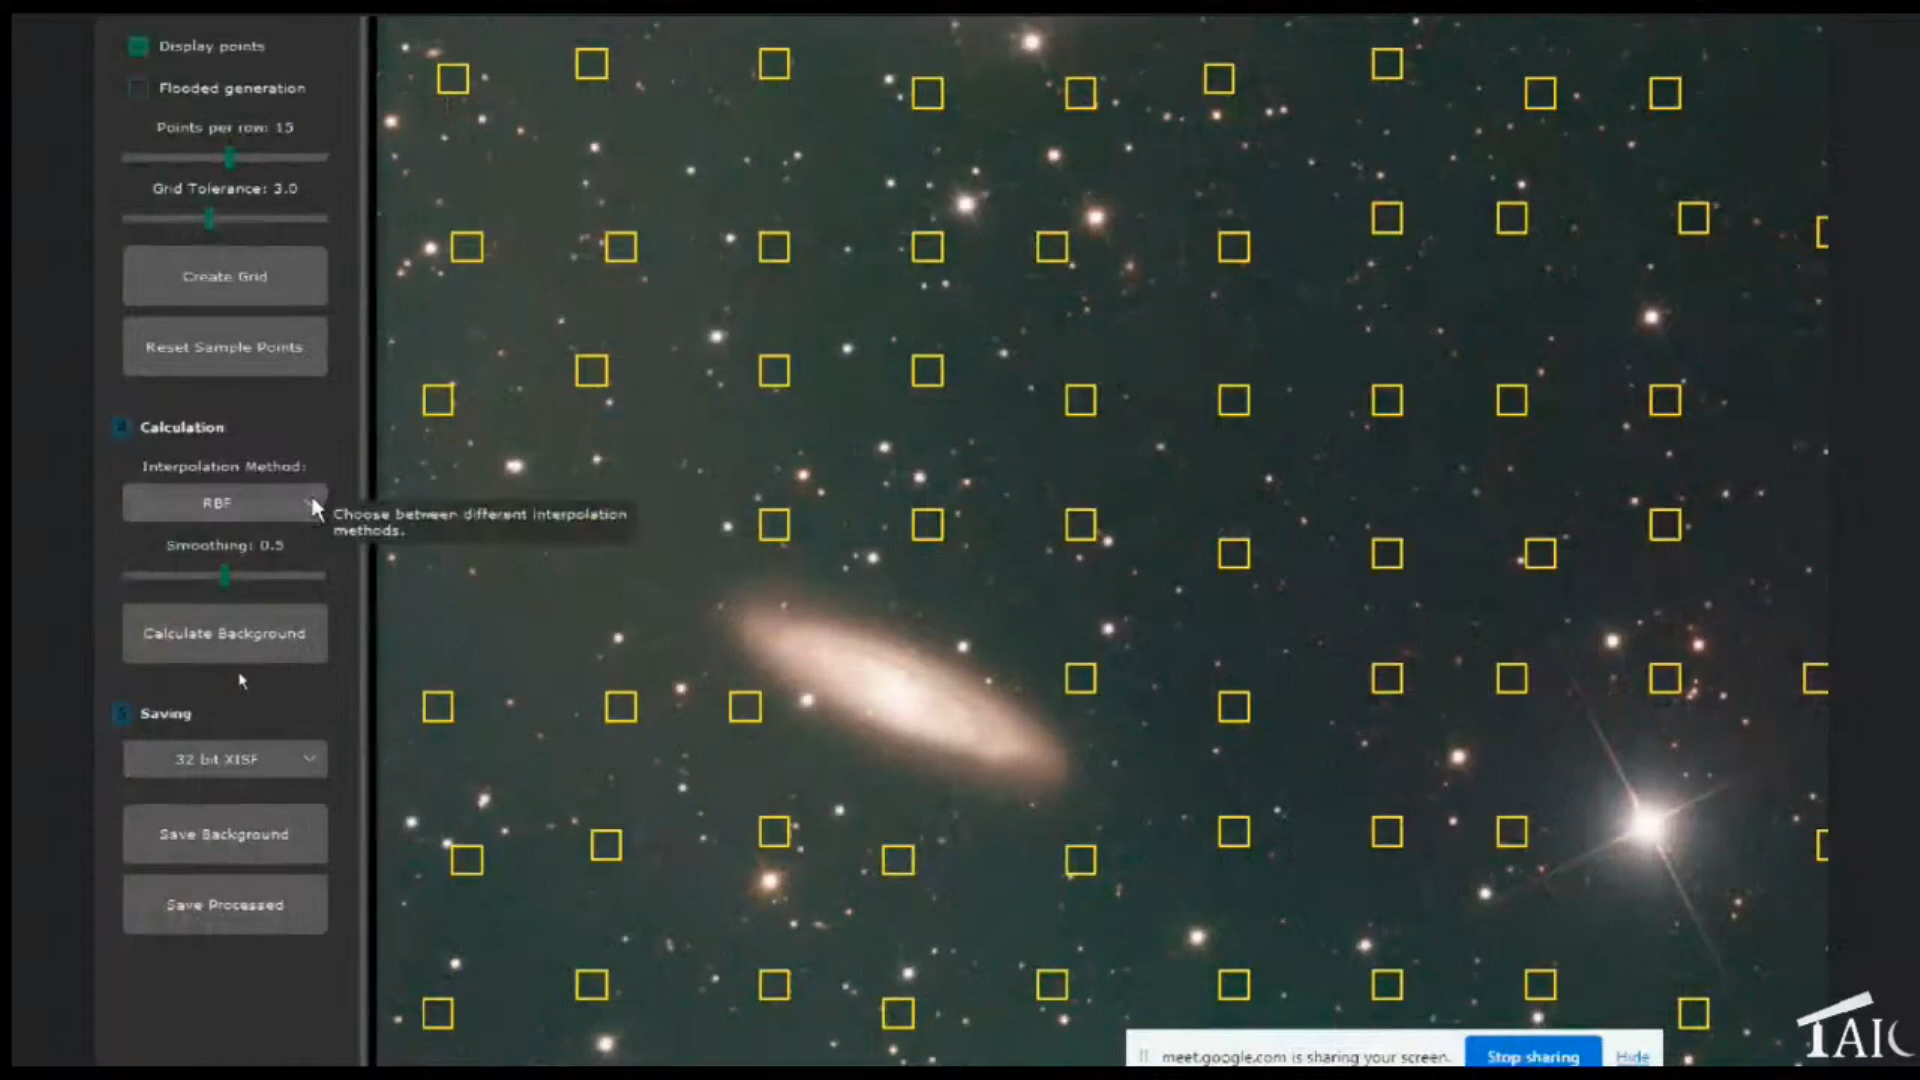 Display points
Flooded generation
Points per row: 15
Grid Tolerance: 3.0
Create Grid
Reset Sample Points
4 Calculation
Interpolation Method:
RBF
Choose between different interpolation
methods.
Smoothing: 0.5
Calculate Background
5 Saving
32 bit XISF
Save Background
Save Processed
meet.google.com is sharing your screen.
Stop sharing
Hide
TAIC